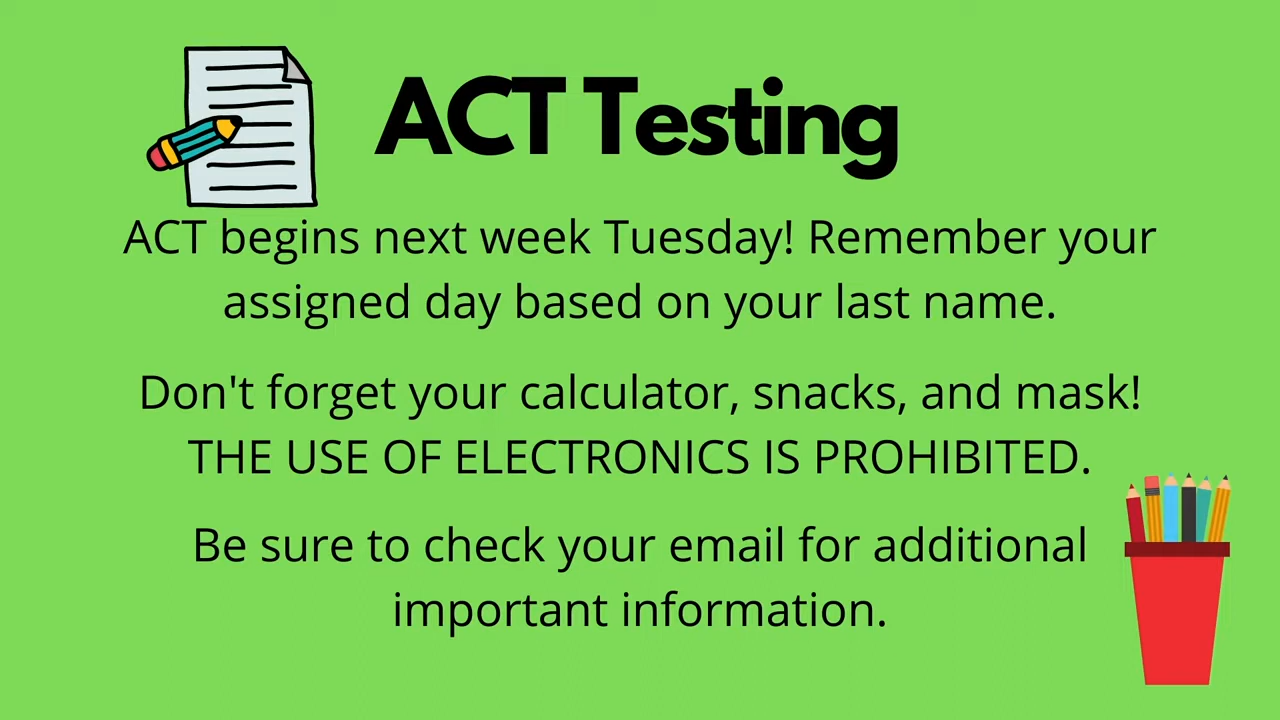 ACT Testing
ACT begins next week Tuesday! Remember your
assigned day based on your last name.
Don't forget your calculator, snacks, and mask!
THE USE OF ELECTRONICS IS PROHIBITED.
Be sure to check your email for additional
important information.